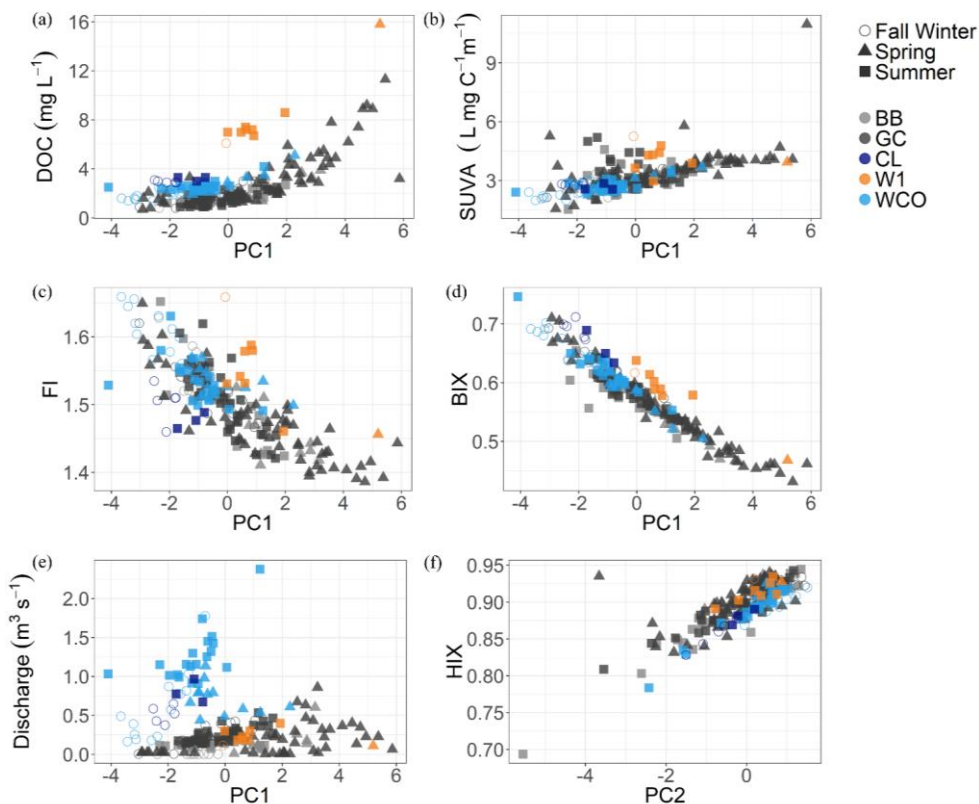 (a)
16
12
8
4
0
DOC (mg L⁻¹)
-4 -2 0 2 4 6
PC1
(b)
9
6
3
SUVA (L mg C⁻¹m⁻¹)
-4 -2 0 2 4 6
PC1
Fall Winter
Spring
Summer
BB
GC
CL
W1
WCO
(c)
1.6
1.5
1.4
FI
-4 -2 0 2 4 6
PC1
(d)
0.7
0.6
0.5
BIX
-4 -2 0 2 4 6
PC1
(e)
2.0
1.5
1.0
0.5
0.0
Discharge (m³ s⁻¹)
-4 -2 0 2 4 6
PC1
(f)
0.95
0.90
0.85
0.80
0.75
0.70
HIX
-4 -2 0
PC2